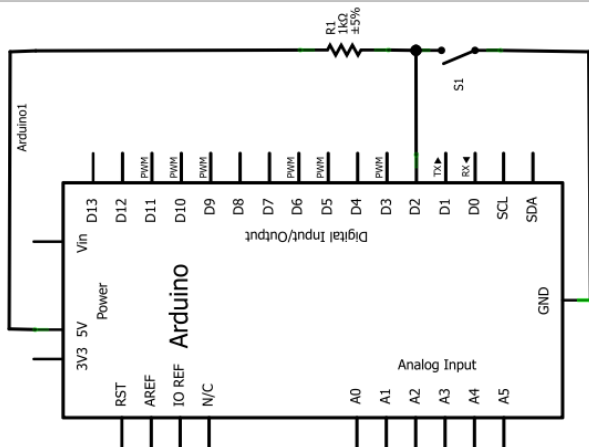 R1
1kΩ
±5%
S1
Arduino1
PWM
PWM
PWM
PWM
PWM
PWM
TX▶
RX◀
D13
D12
D11
D10
D9
D8
D7
D6
D5
D4
D3
D2
D1
D0
SCL
SDA
Digital Input/Output
Vin
Power
5V
3V3
Arduino
GND
Analog Input
RST
AREF
IO REF
N/C
A0
A1
A2
A3
A4
A5